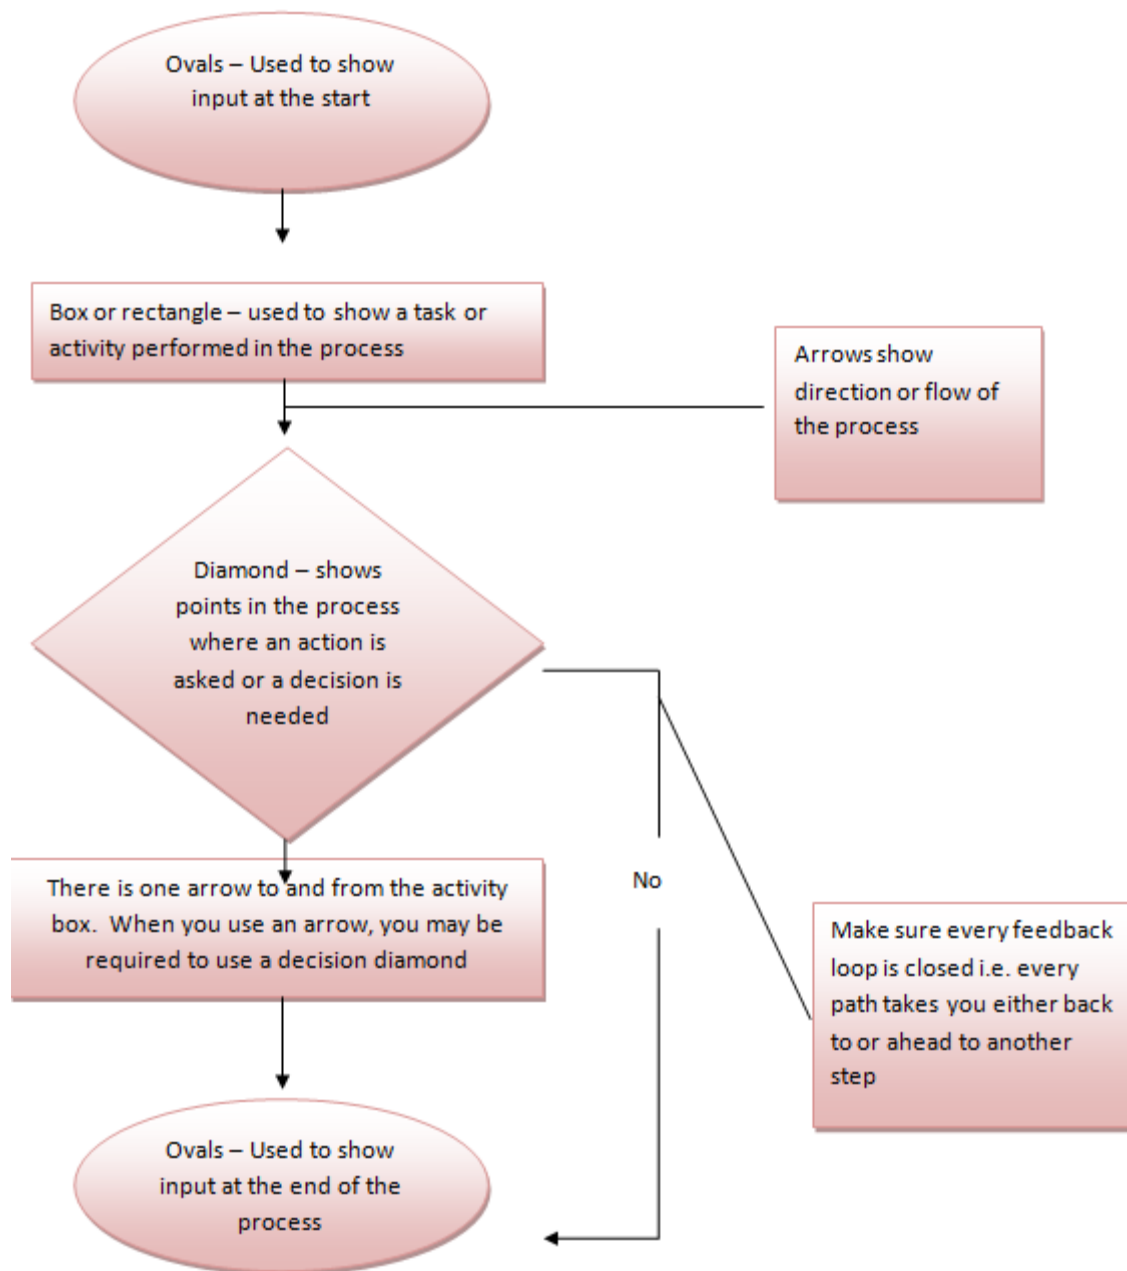 Ovals – Used to show
input at the start
Box or rectangle – used to show a task or
activity performed in the process
Arrows show
direction or flow of
the process
Diamond – shows
points in the process
where an action is
asked or a decision is
needed
There is one arrow to and from the activity
box.  When you use an arrow, you may be
required to use a decision diamond
No
Make sure every feedback
loop is closed i.e. every
path takes you either back
to or ahead to another
step
Ovals – Used to show
input at the end of the
process